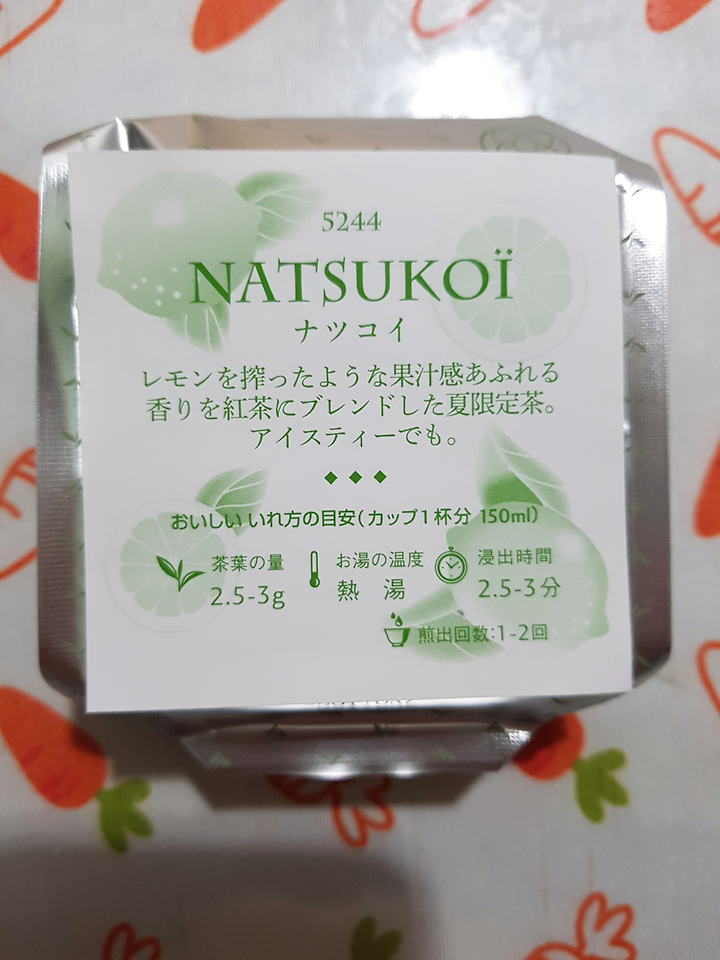 5244
NATSUKOÏ
ナツコイ
レモンを搾ったような果汁感あふれる
香りを紅茶にブレンドした夏限定茶。
アイスティーでも。
おいしい いれ方の目安(カップ1杯分 150ml)
茶葉の量
2.5-3g
お湯の温度
熱 湯
浸出時間
2.5-3分
煎出回数:1-2回